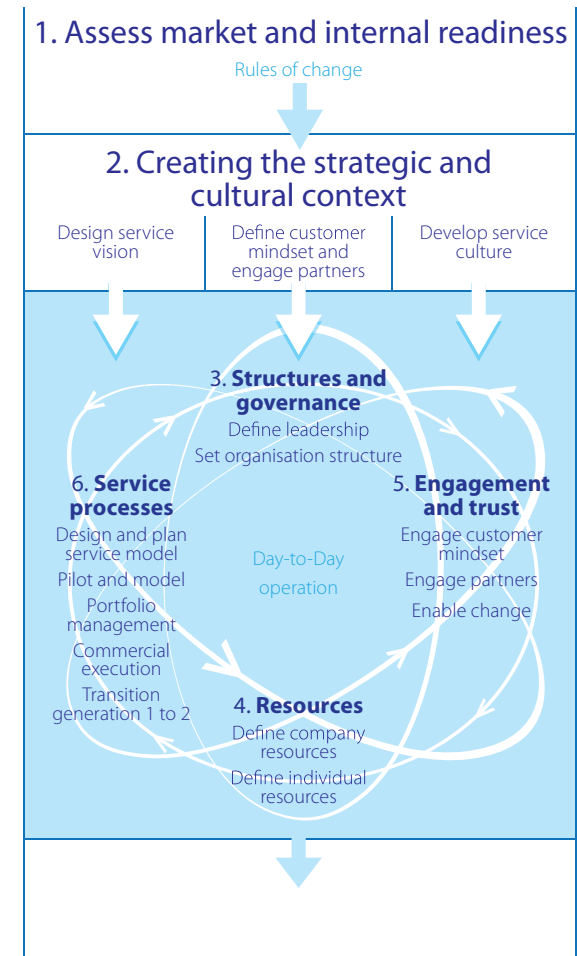 1. Assess market and internal readiness
Rules of change
2. Creating the strategic and
cultural context
Design service
vision
Define customer
mindset and
engage partners
Develop service
culture
3. Structures and
governance
Define leadership
Set organisation structure
6. Service
processes
Design and plan
service model
Pilot and model
Portfolio
management
Commercial
execution
Transition
generation 1 to 2
Day-to-Day
operation
5. Engagement
and trust
Engage customer
mindset
Engage partners
Enable change
4. Resources
Define company
resources
Define individual
resources